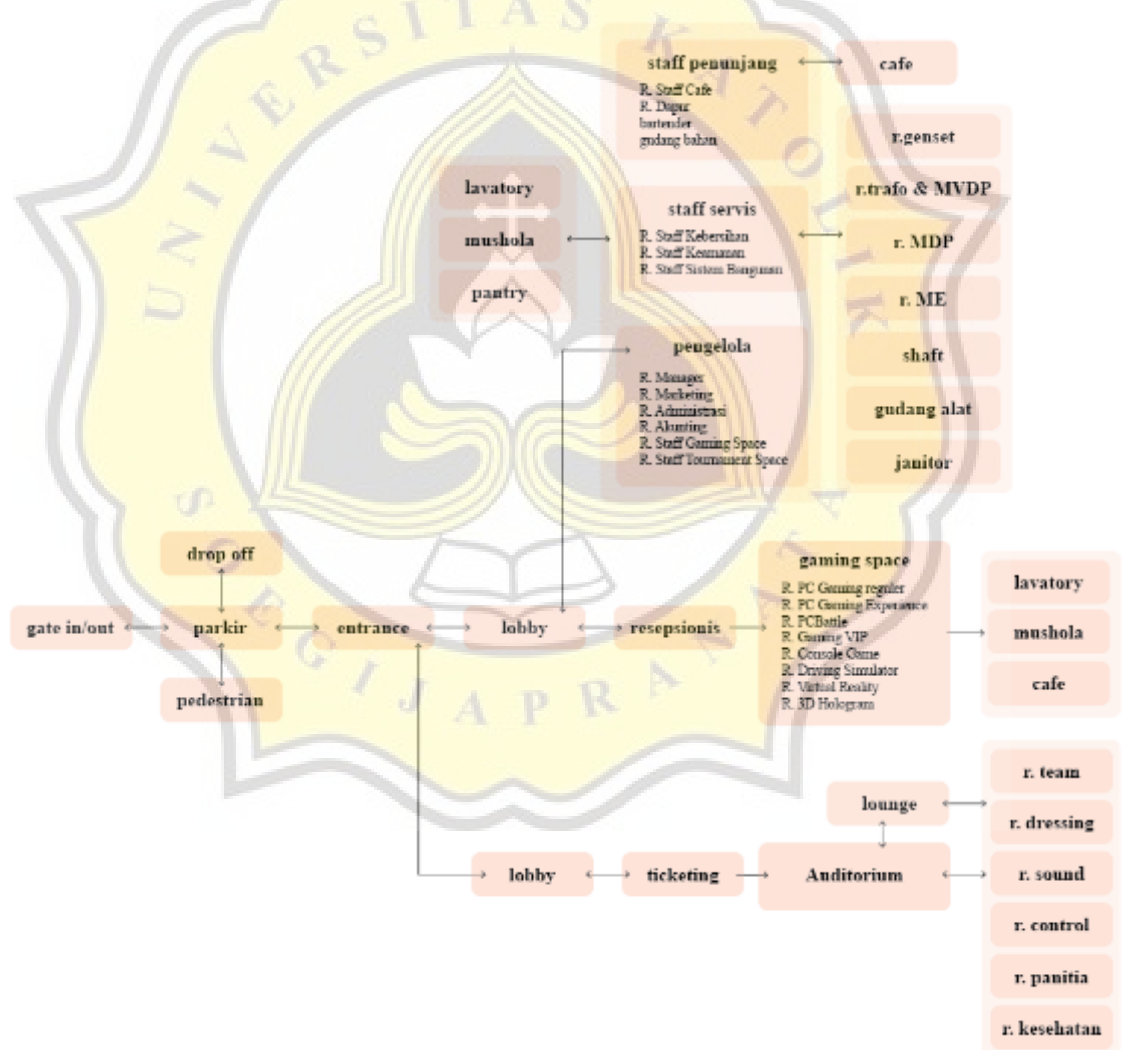 UNIVERSITAS KATOLIK
SOEGIJAPRANATA
staff penunjang
R. Staff Cafe
R. Dapur
bartender
gudang bahan
cafe
lavatory
mushola
pantry
staff servis
R. Staff Kebersihan
R. Staff Keamanan
R. Staff Sistem Bangunan
r.genset
r.trafo & MVDP
r. MDP
r. ME
shaft
gudang alat
janitor
pengelola
R. Manager
R. Marketing
R. Administrasi
R. Akunting
R. Staff Gaming Space
R. Staff Tournament Space
drop off
gate in/out
parkir
entrance
lobby
resepsionis
pedestrian
gaming space
R. PC Gaming reguler
R. PC Gaming Experience
R. PCBattle
R. Gaming VIP
R. Console Game
R. Driving Simulator
R. Virtual Reality
R. 3D Hologram
lavatory
mushola
cafe
lobby
ticketing
Auditorium
lounge
r. team
r. dressing
r. sound
r. control
r. panitia
r. kesehatan